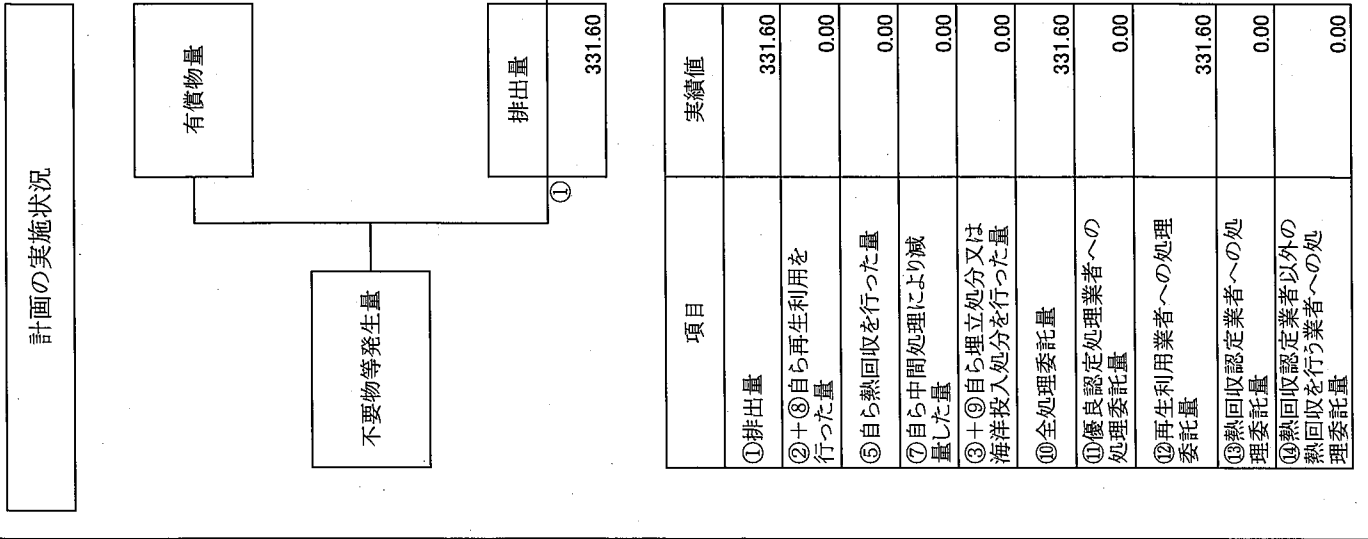 計画の実施状況
有償物量
不要物等発生量
排出量
①
331.60
項目
実績値
①排出量
331.60
②+⑧自ら再生利用を
行った量
0.00
⑤自ら熱回収を行った量
0.00
⑦自ら中間処理により減
量した量
0.00
③+⑨自ら埋立処分又は
海洋投入処分を行った量
0.00
⑩全処理委託量
331.60
⑪優良認定処理業者への
処理委託量
0.00
⑫再生利用業者への処理
委託量
331.60
⑬熱回収認定業者への処
理委託量
0.00
⑭熱回収認定業者以外の
熱回収を行う業者への処
理委託量
0.00